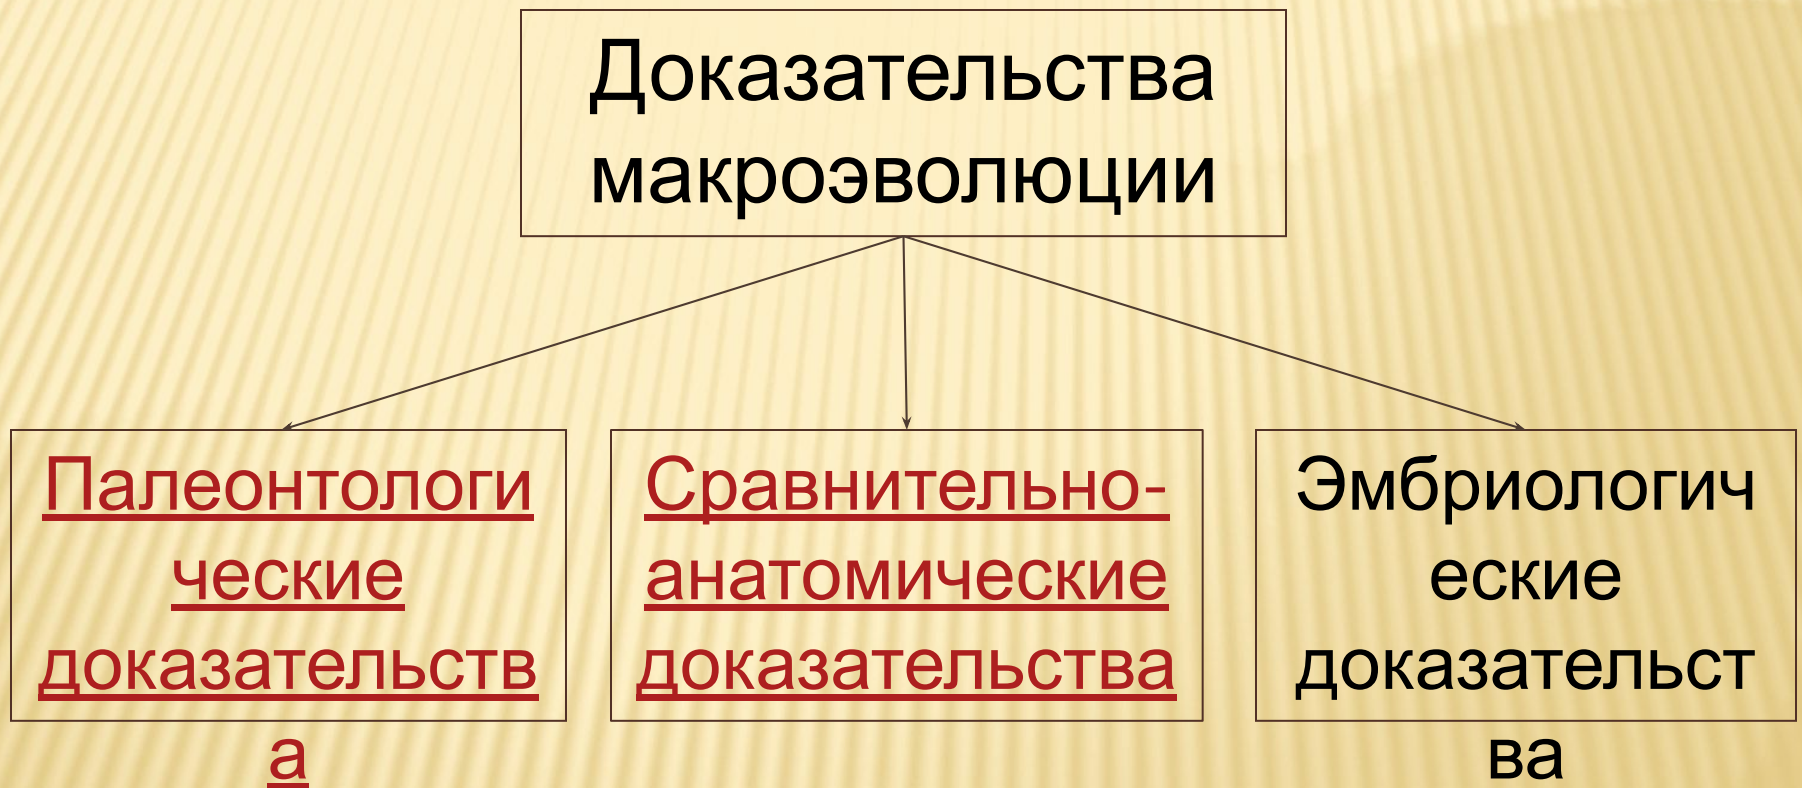 Доказательства
макроэволюции
Палеонтологи
ческие
доказательств
а
Сравнительно-
анатомические
доказательства
Эмбриологич
еские
доказательст
ва